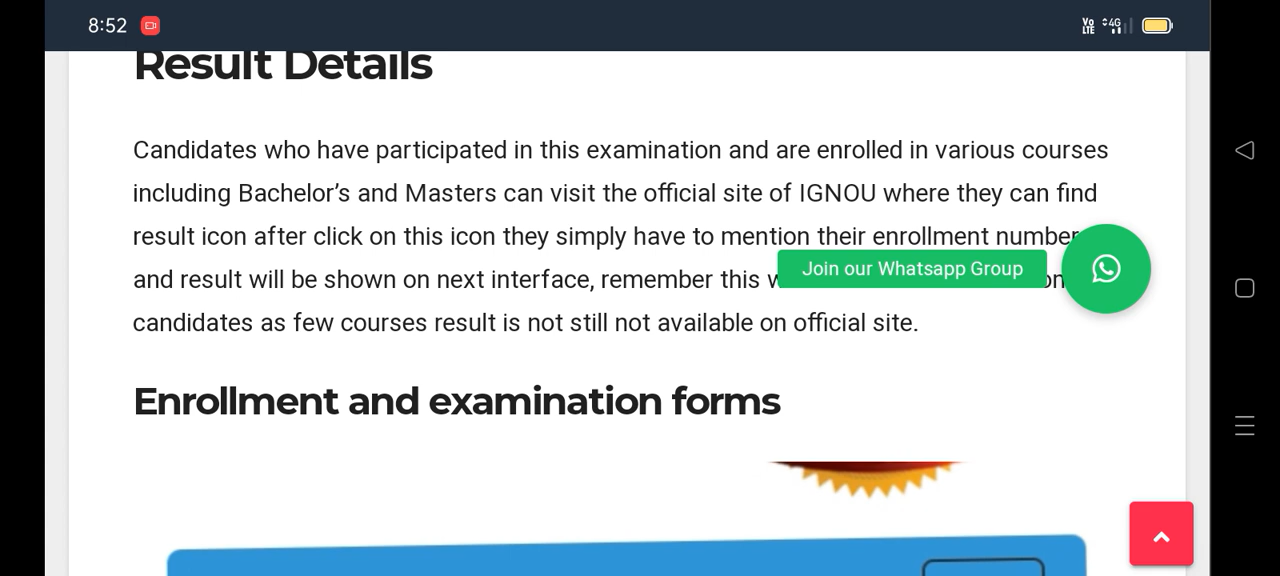 8:52
Vo LTE 4G
Result Details
Candidates who have participated in this examination and are enrolled in various courses
including Bachelor's and Masters can visit the official site of IGNOU where they can find
result icon after click on this icon they simply have to mention their enrollment number
and result will be shown on next interface, remember this
Join our Whatsapp Group
candidates as few courses result is not still not available on official site.
Enrollment and examination forms